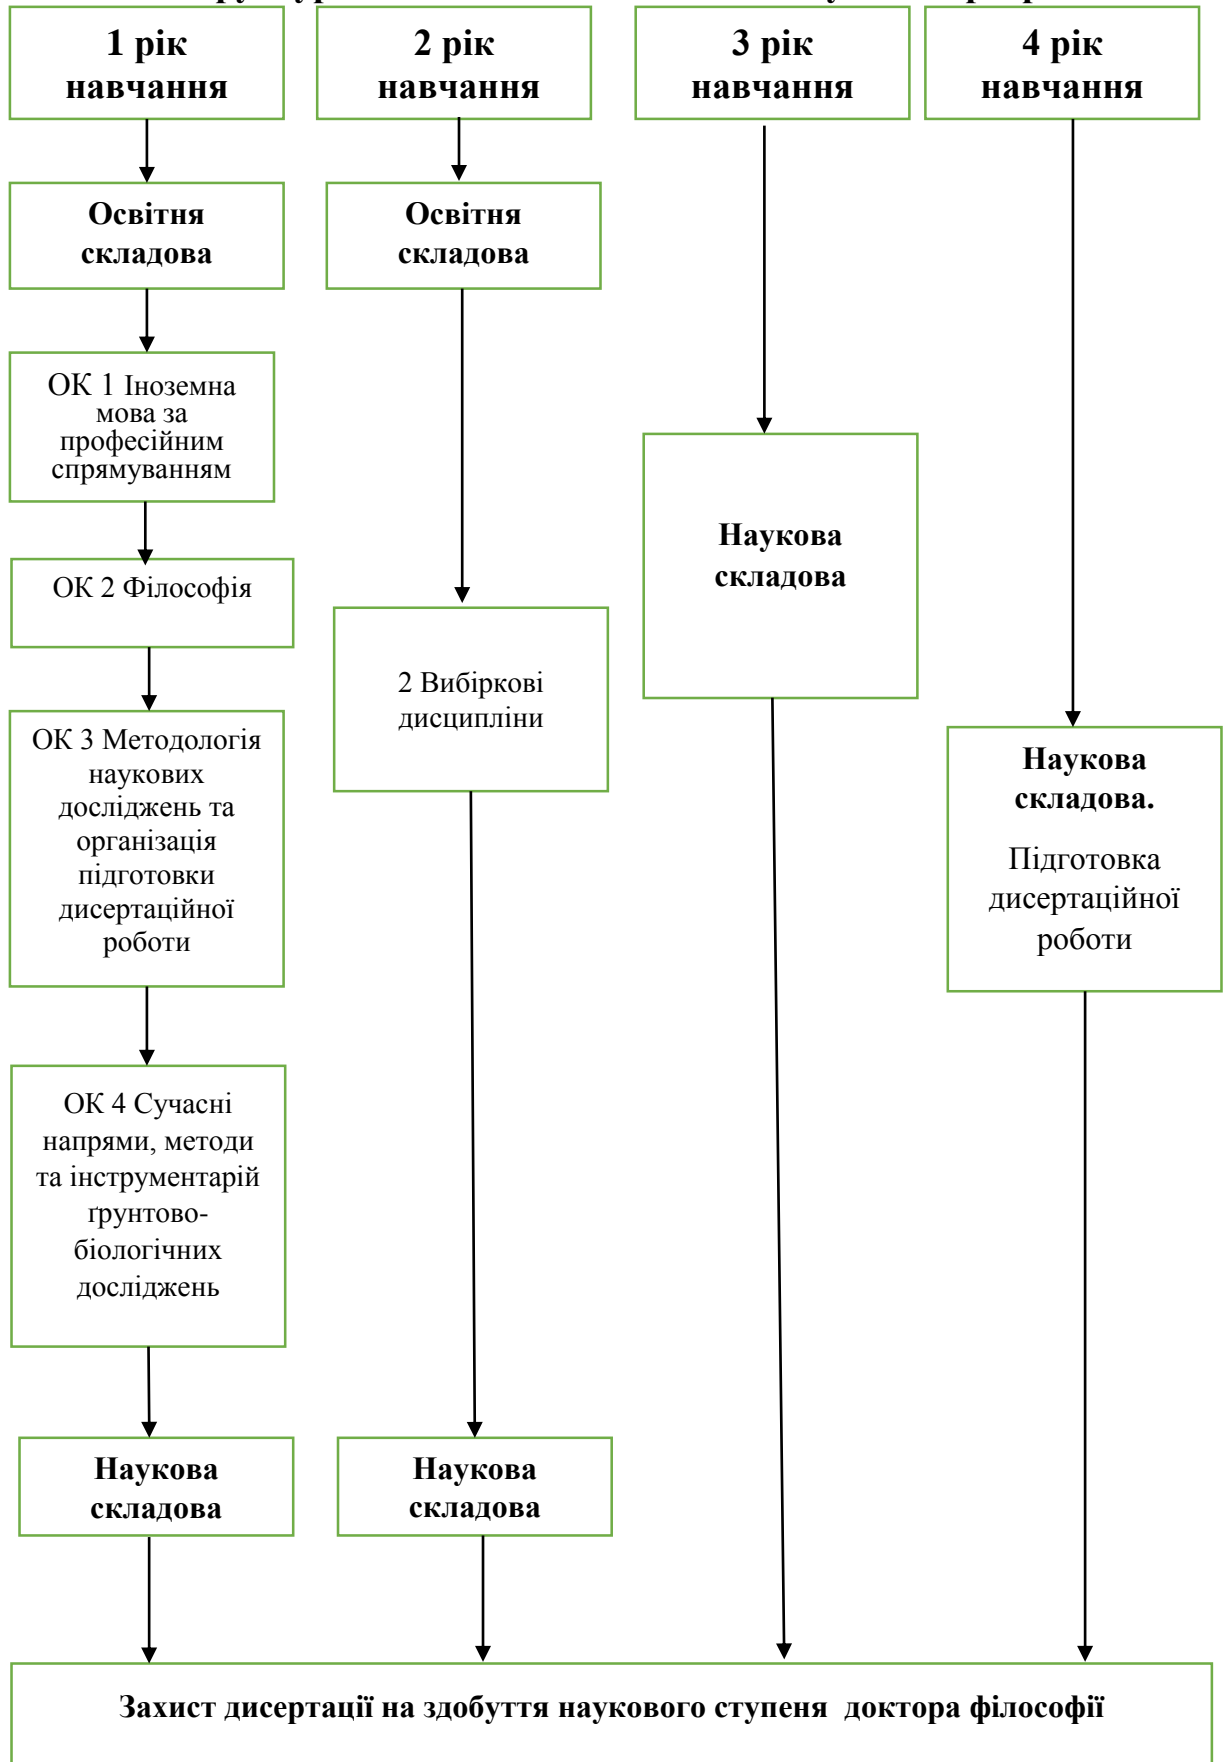 1 рік
навчання
2 рік
навчання
3 рік
навчання
4 рік
навчання
Освітня
складова
Освітня
складова
ОК 1 Іноземна
мова за
професійним
спрямуванням
ОК 2 Філософія
ОК 3 Методологія
наукових
досліджень та
організація
підготовки
дисертаційної
роботи
ОК 4 Сучасні
напрями, методи
та інструментарій
ґрунтово-
біологічних
досліджень
Наукова
складова
2 Вибіркові
дисципліни
Наукова
складова
Наукова
складова
Наукова
складова.
Підготовка
дисертаційної
роботи
Захист дисертації на здобуття наукового ступеня доктора філософії